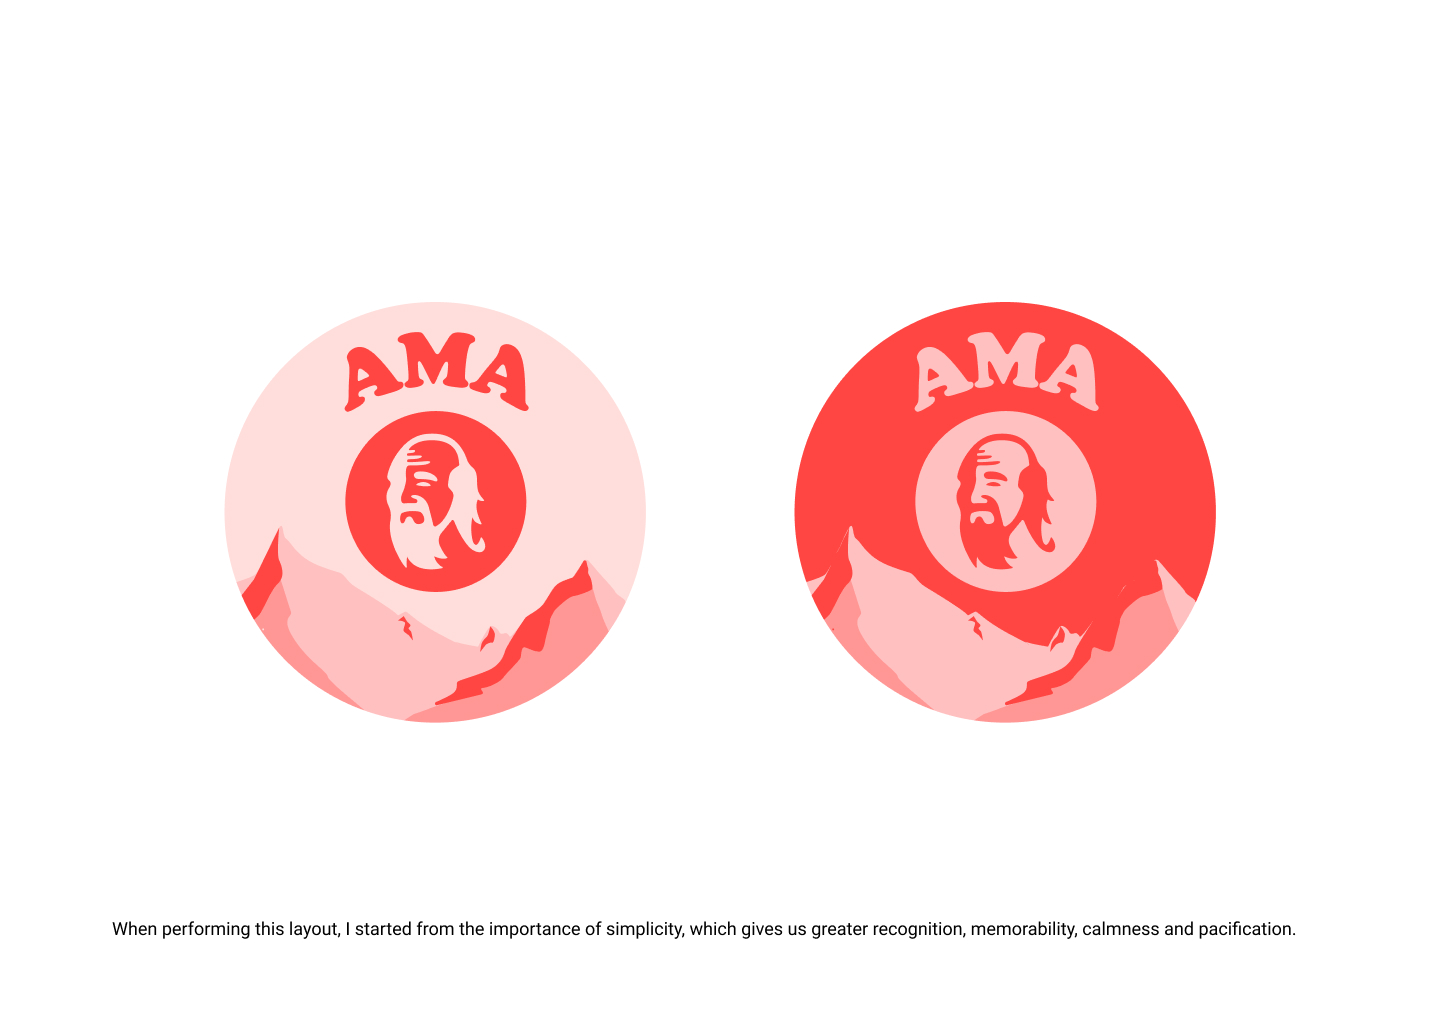 AMA
AMA
When performing this layout, I started from the importance of simplicity, which gives us greater recognition, memorability, calmness and pacification.